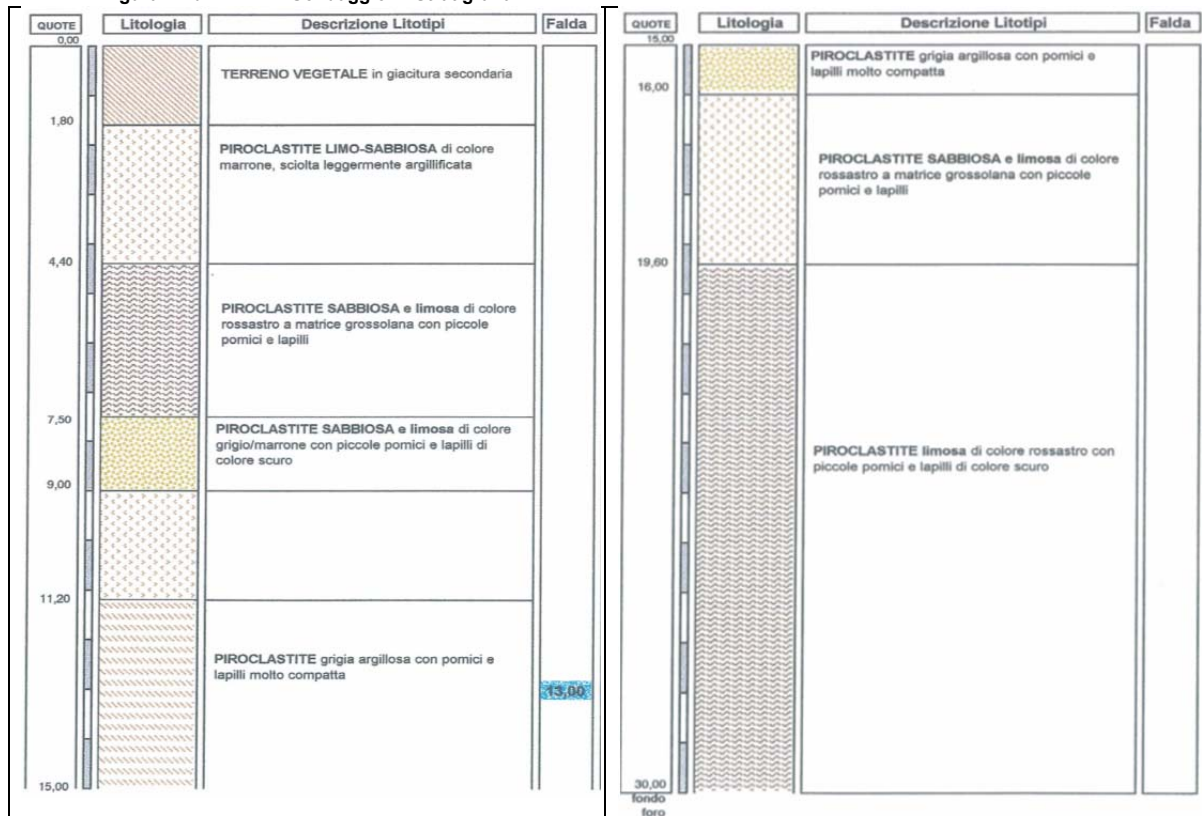 QUOTE Litologia Descrizione Litotipi Falda
0,00
TERRENO VEGETALE in giacitura secondaria
1,80
PIROCLASTITE LIMO-SABBIOSA di colore
marrone, sciolta leggermente argillificata
4,40
PIROCLASTITE SABBIOSA e limosa di colore
rossastro a matrice grossolana con piccole
pomici e lapilli
7,50
PIROCLASTITE SABBIOSA e limosa di colore
grigio/marrone con piccole pomici e lapilli di
colore scuro
9,00
11,20
PIROCLASTITE grigia argillosa con pomici e
lapilli molto compatta
13,00
15,00
QUOTE Litologia Descrizione Litotipi Falda
15,00
PIROCLASTITE grigia argillosa con pomici e
lapilli molto compatta
16,00
PIROCLASTITE SABBIOSA e limosa di colore
rossastro a matrice grossolana con piccole
pomici e lapilli
19,60
PIROCLASTITE limosa di colore rossastro con
piccole pomici e lapilli di colore scuro
30,00
fondo
foro